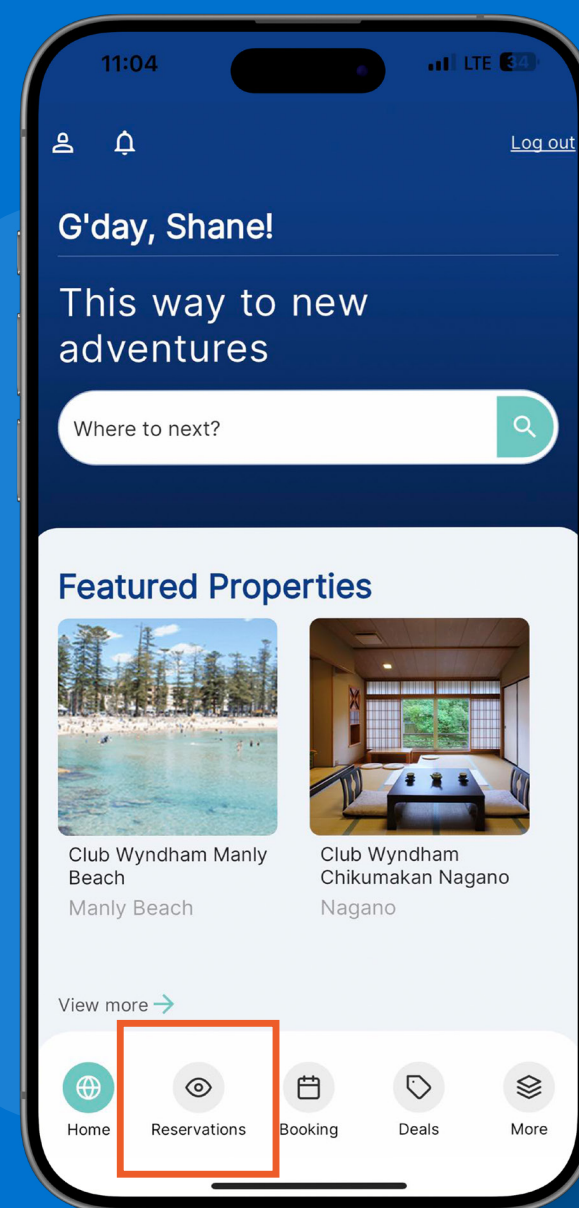 11:04
LTE 34
Log out
G'day, Shane!
This way to new
adventures
Where to next?
Featured Properties
Club Wyndham Manly
Beach
Manly Beach
Club Wyndham
Chikumakan Nagano
Nagano
View more
Home
Reservations
Booking
Deals
More